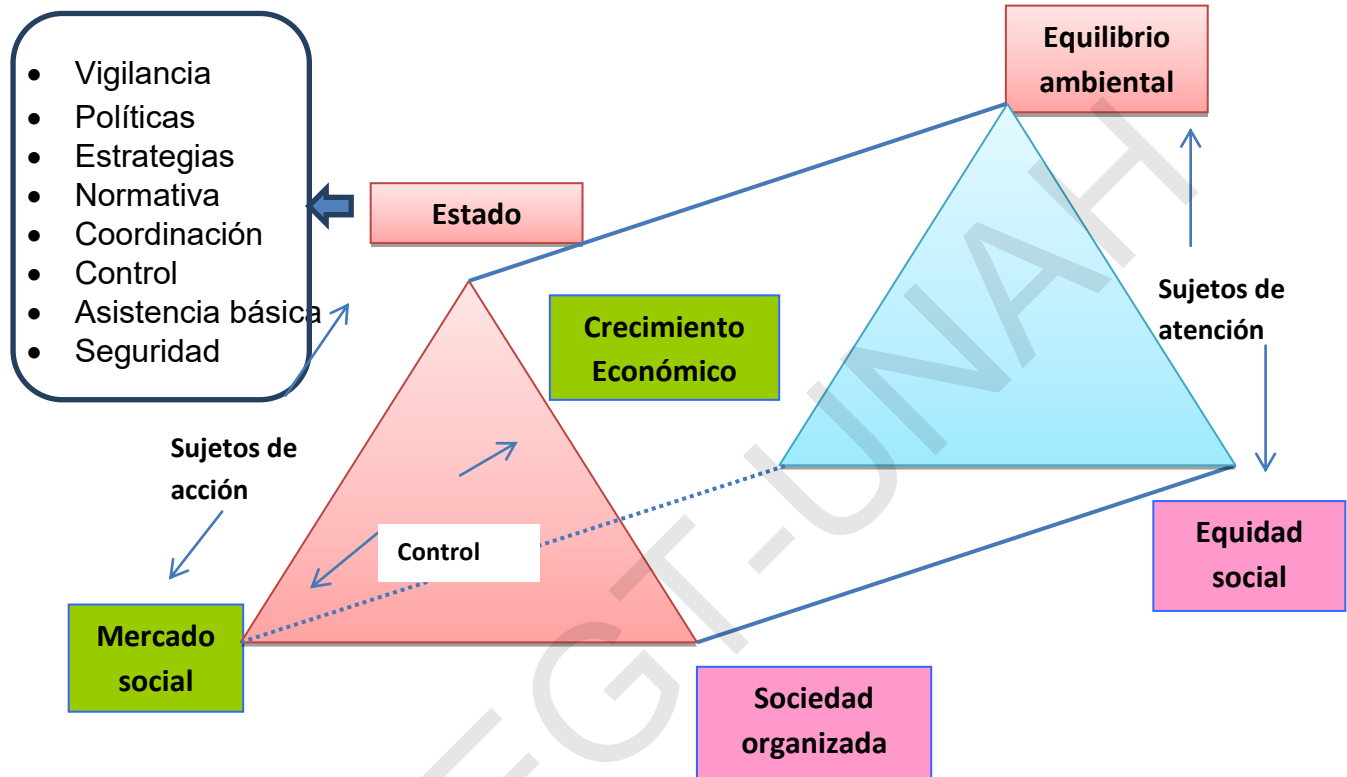 • Vigilancia
• Políticas
• Estrategias
• Normativa
• Coordinación
• Control
• Asistencia básica
• Seguridad
Estado
Equilibrio
ambiental
Crecimiento
Económico
Sujetos de
atención
Sujetos de
acción
Control
Mercado
social
Equidad
social
Sociedad
organizada
EGT-UNAH